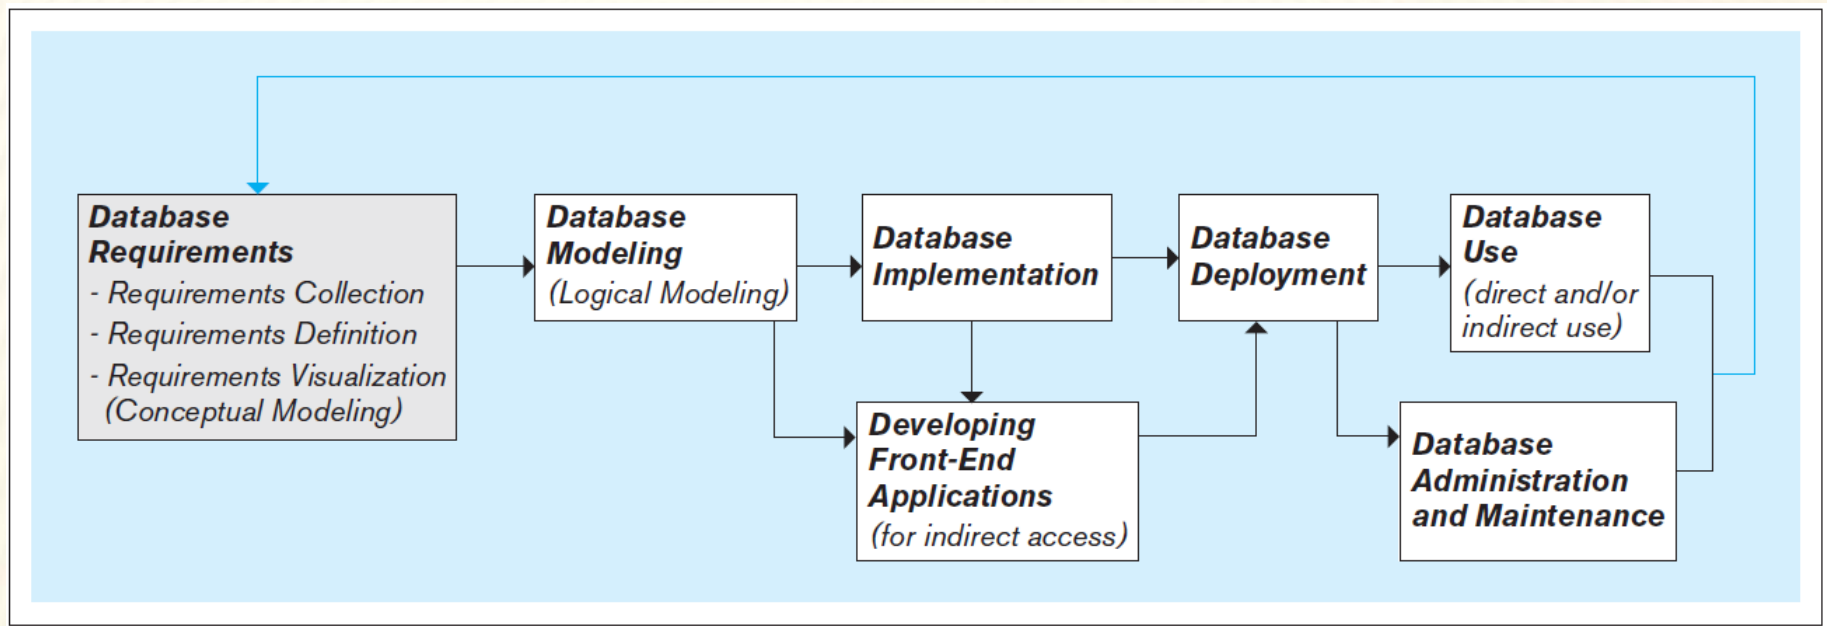 Database
Requirements
- Requirements Collection
- Requirements Definition
- Requirements Visualization
(Conceptual Modeling)
Database
Modeling
(Logical Modeling)
Database
Implementation
Developing
Front-End
Applications
(for indirect access)
Database
Deployment
Database
Use
(direct and/or
indirect use)
Database
Administration
and Maintenance